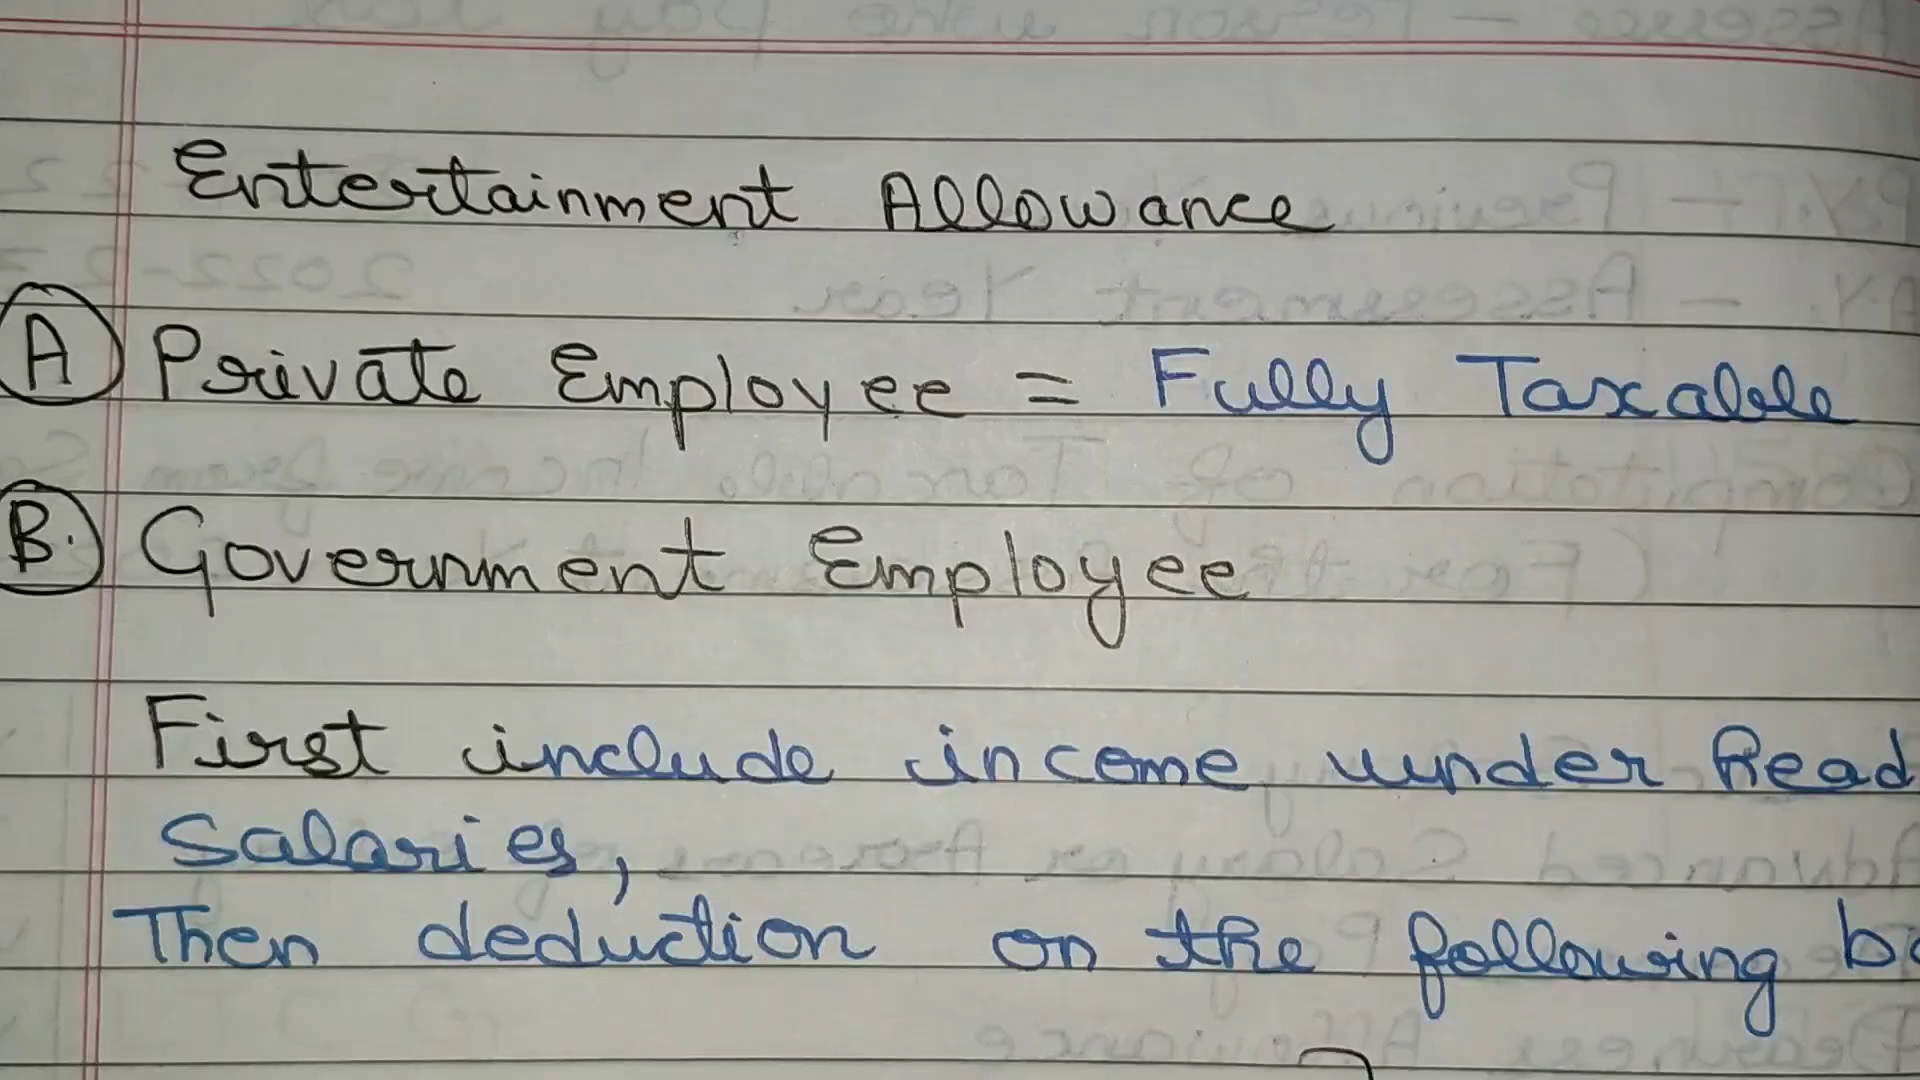 Entertainment Allowance
A Private Employee = Fully Taxable
B. Government Employee
First include income under Head
Salaries,
Then deduction on the following